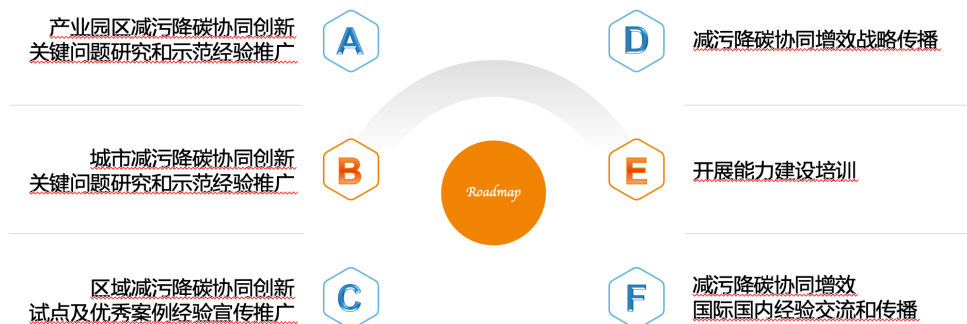 产业园区减污降碳协同创新
关键问题研究和示范经验推广
A
城市减污降碳协同创新
关键问题研究和示范经验推广
B
区域减污降碳协同创新
试点及优秀案例经验宣传推广
C
Roadmap
D
减污降碳协同增效战略传播
E
开展能力建设培训
F
减污降碳协同增效
国际国内经验交流和传播